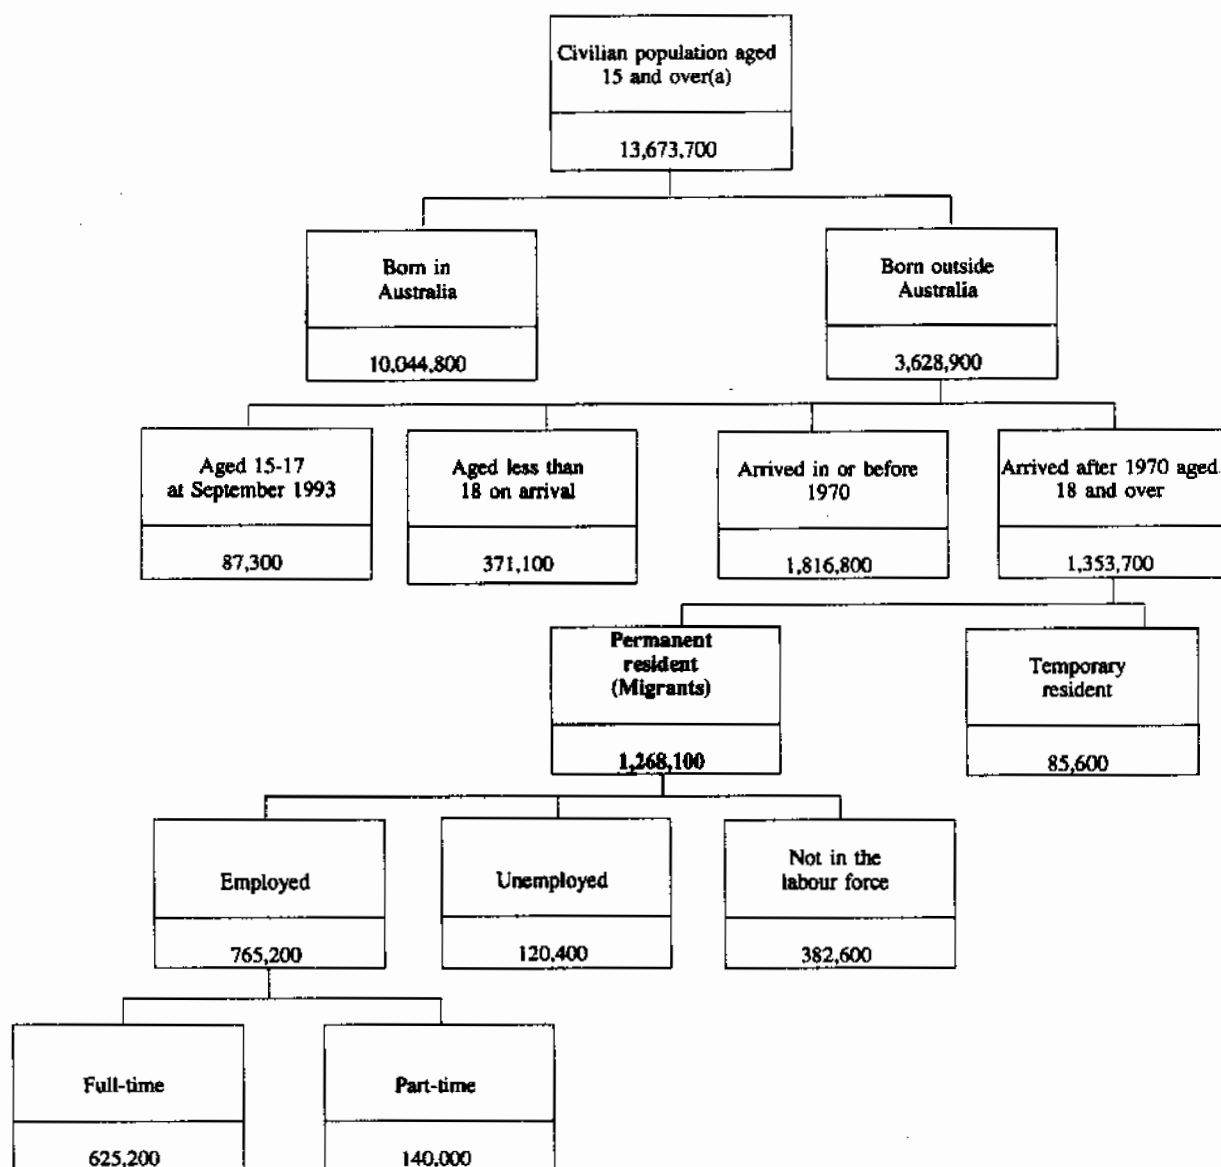 Civilian population aged
15 and over(a)
13,673,700
Born in
Australia
10,044,800
Born outside
Australia
3,628,900
Aged 15-17
at September 1993
87,300
Aged less than
18 on arrival
371,100
Arrived in or before
1970
1,816,800
Arrived after 1970 aged
18 and over
1,353,700
Permanent
resident
(Migrants)
1,268,100
Temporary
resident
85,600
Employed
765,200
Unemployed
120,400
Not in the
labour force
382,600
Full-time
625,200
Part-time
140,000